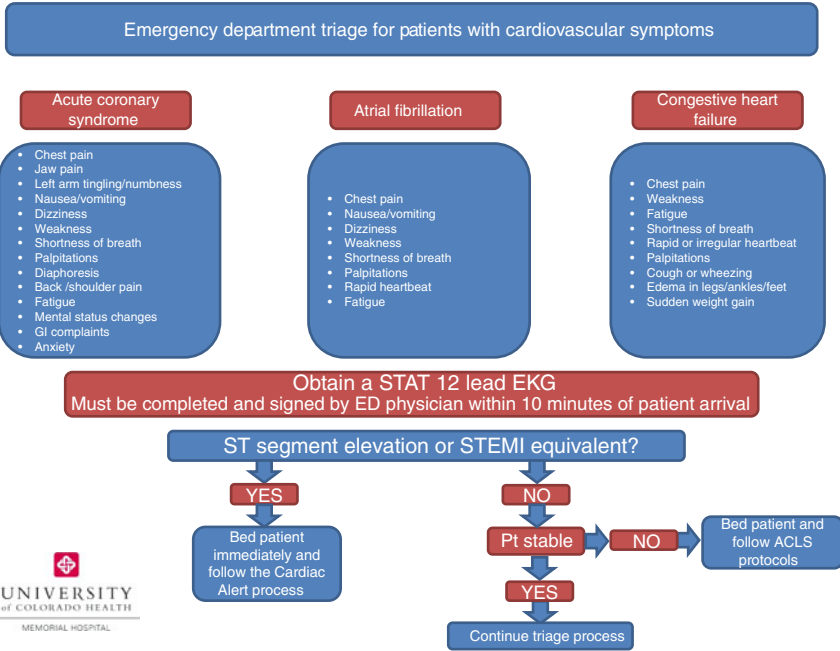 Emergency department triage for patients with cardiovascular symptoms
Acute coronary
syndrome
• Chest pain
• Jaw pain
• Left arm tingling/numbness
• Nausea/vomiting
• Dizziness
• Weakness
• Shortness of breath
• Palpitations
• Diaphoresis
• Back /shoulder pain
• Fatigue
• Mental status changes
• GI complaints
• Anxiety
Atrial fibrillation
• Chest pain
• Nausea/vomiting
• Dizziness
• Weakness
• Shortness of breath
• Palpitations
• Rapid heartbeat
• Fatigue
Congestive heart
failure
• Chest pain
• Weakness
• Fatigue
• Shortness of breath
• Rapid or irregular heartbeat
• Palpitations
• Cough or wheezing
• Edema in legs/ankles/feet
• Sudden weight gain
Obtain a STAT 12 lead EKG
Must be completed and signed by ED physician within 10 minutes of patient arrival
ST segment elevation or STEMI equivalent?
YES
Bed patient
immediately and
follow the Cardiac
Alert process
NO
Pt stable
NO
Bed patient and
follow ACLS
protocols
YES
Continue triage process
UNIVERSITY
of COLORADO HEALTH
MEMORIAL HOSPITAL